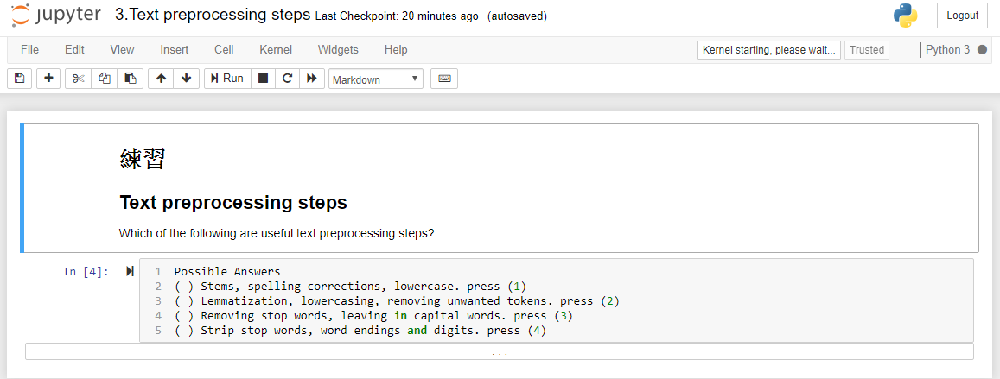 jupyter 3.Text preprocessing steps Last Checkpoint: 20 minutes ago (autosaved) Logout
File Edit View Insert Cell Kernel Widgets Help Kernel starting, please wait... Trusted Python 3
Run Markdown
練習
Text preprocessing steps
Which of the following are useful text preprocessing steps?
In [4]: 1 Possible Answers
2 ( ) Stems, spelling corrections, lowercase. press (1)
3 ( ) Lemmatization, lowercasing, removing unwanted tokens. press (2)
4 ( ) Removing stop words, leaving in capital words. press (3)
5 ( ) Strip stop words, word endings and digits. press (4)
...